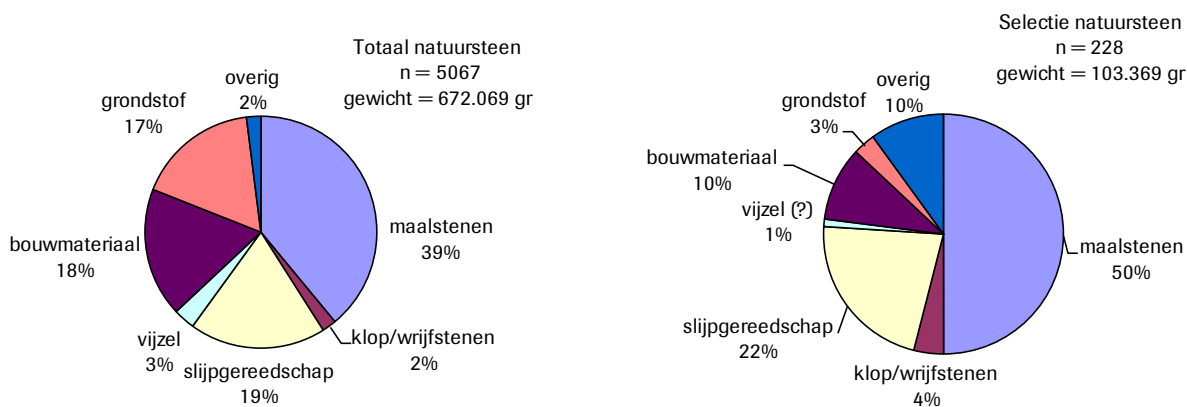 Totaal natuursteen
n = 5067
gewicht = 672.069 gr
overig
2%
grondstof
17%
maalstenen
39%
bouwmateriaal
18%
klop/wrijfstenen
2%
vijzel
3%
slijpgereedschap
19%
Selectie natuursteen
n = 228
gewicht = 103.369 gr
overig
10%
grondstof
3%
bouwmateriaal
10%
vijzel (?)
1%
maalstenen
50%
slijpgereedschap
22%
klop/wrijfstenen
4%